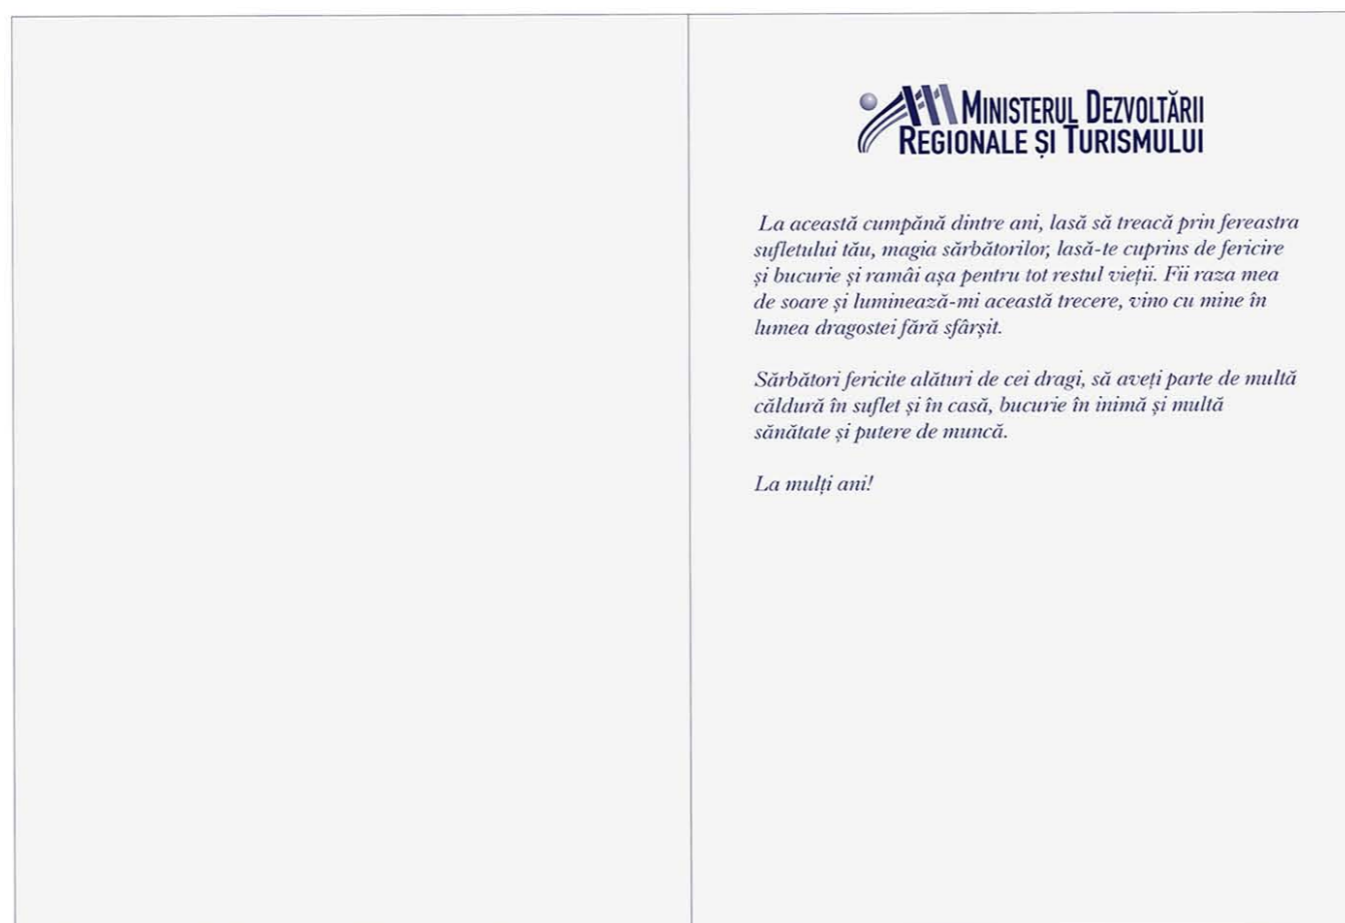 MINISTERUL DEZVOLTĂRII
REGIONALE ȘI TURISMULUI
La această cumpănă dintre ani, lasă să treacă prin fereastra
sufletului tău, magia sărbătorilor, lasă-te cuprins de fericire
și bucurie și ramâi așa pentru tot restul vieții. Fii raza mea
de soare și luminează-mi această trecere, vino cu mine în
lumea dragostei fără sfârșit.
Sărbători fericite alături de cei dragi, să aveți parte de multă
căldură în suflet și în casă, bucurie în inimă și multă
sănătate și putere de muncă.
La mulți ani!